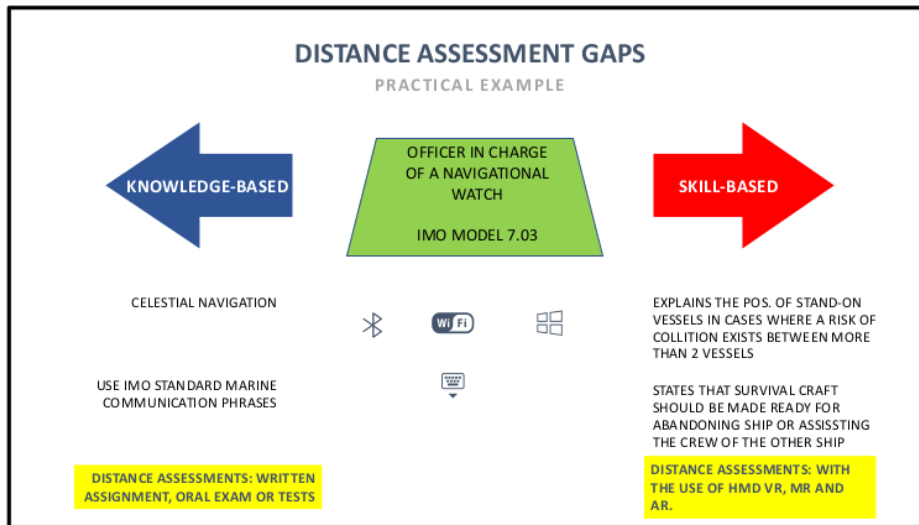 DISTANCE ASSESSMENT GAPS
PRACTICAL EXAMPLE
KNOWLEDGE-BASED
OFFICER IN CHARGE
OF A NAVIGATIONAL
WATCH
IMO MODEL 7.03
SKILL-BASED
CELESTIAL NAVIGATION
USE IMO STANDARD MARINE
COMMUNICATION PHRASES
DISTANCE ASSESSMENTS: WRITTEN
ASSIGNMENT, ORAL EXAM OR TESTS
Wi Fi
EXPLAINS THE POS. OF STAND-ON
VESSELS IN CASES WHERE A RISK OF
COLLITION EXISTS BETWEEN MORE
THAN 2 VESSELS
STATES THAT SURVIVAL CRAFT
SHOULD BE MADE READY FOR
ABANDONING SHIP OR ASSISSTING
THE CREW OF THE OTHER SHIP
DISTANCE ASSESSMENTS: WITH
THE USE OF HMD VR, MR AND
AR.